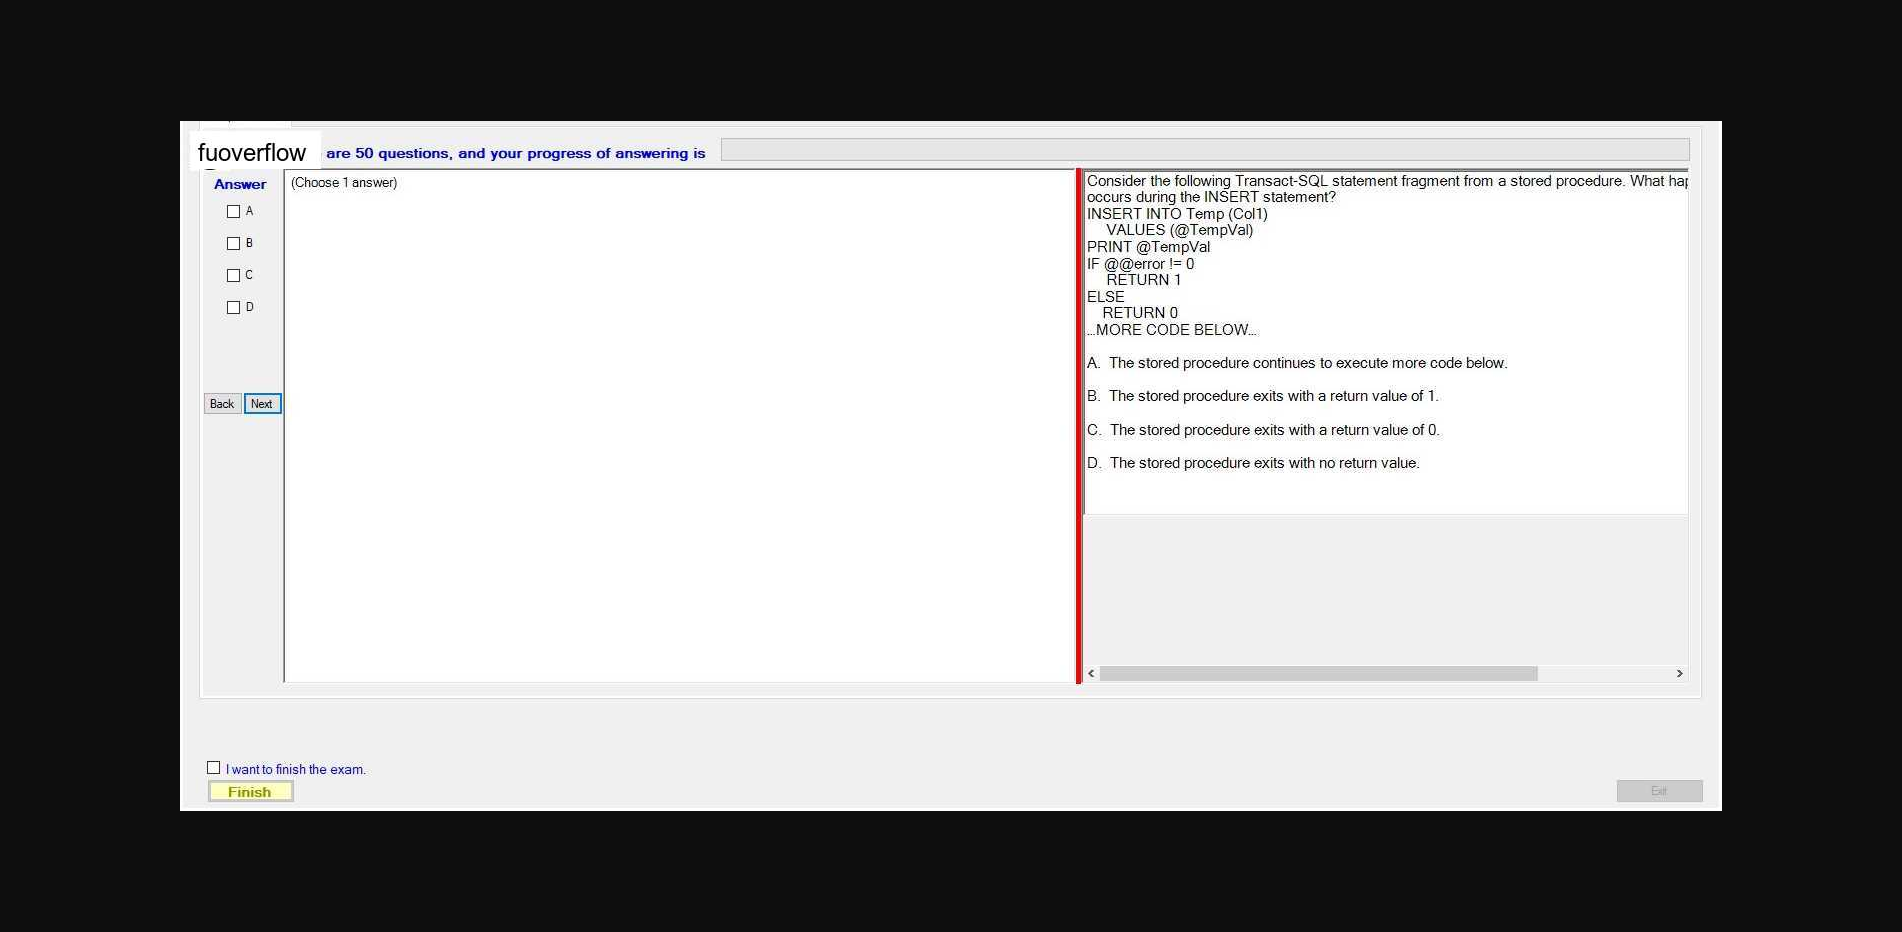 fuoverflow are 50 questions, and your progress of answering is
Answer
(Choose 1 answer)
A
B
C
D
Back Next
Consider the following Transact-SQL statement fragment from a stored procedure. What
occurs during the INSERT statement?
INSERT INTO Temp (Col1)
VALUES (@TempVal)
PRINT @TempVal
IF @@error != 0
RETURN 1
ELSE
RETURN 0
...MORE CODE BELOW...
A. The stored procedure continues to execute more code below.
B. The stored procedure exits with a return value of 1.
C. The stored procedure exits with a return value of 0.
D. The stored procedure exits with no return value.
I want to finish the exam.
Finish
Exit